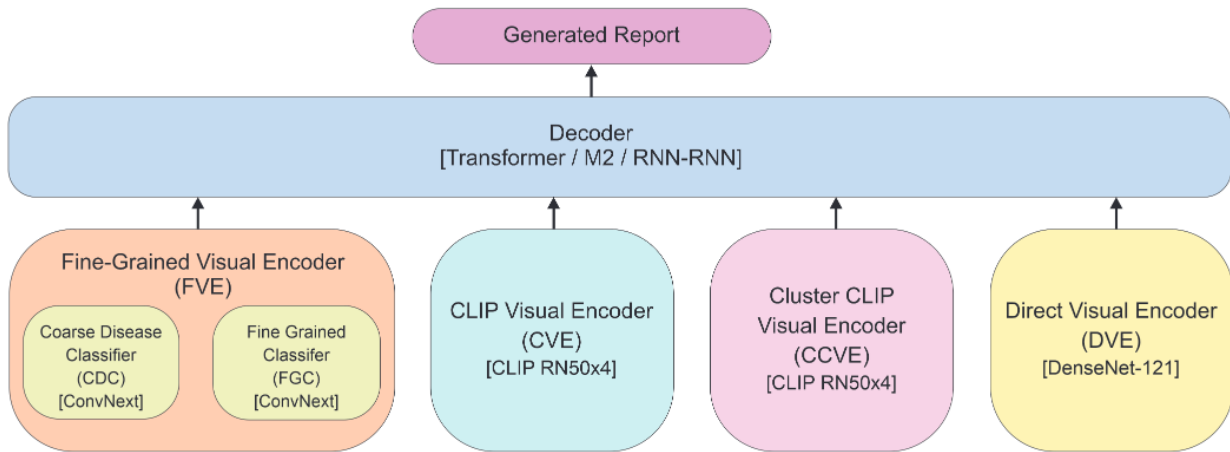 Generated Report
Decoder
[Transformer / M2 / RNN-RNN]
Fine-Grained Visual Encoder
(FVE)
Coarse Disease
Classifier
(CDC)
[ConvNext]
Fine Grained
Classifer
(FGC)
[ConvNext]
CLIP Visual Encoder
(CVE)
[CLIP RN50x4]
Cluster CLIP
Visual Encoder
(CCVE)
[CLIP RN50x4]
Direct Visual Encoder
(DVE)
[DenseNet-121]